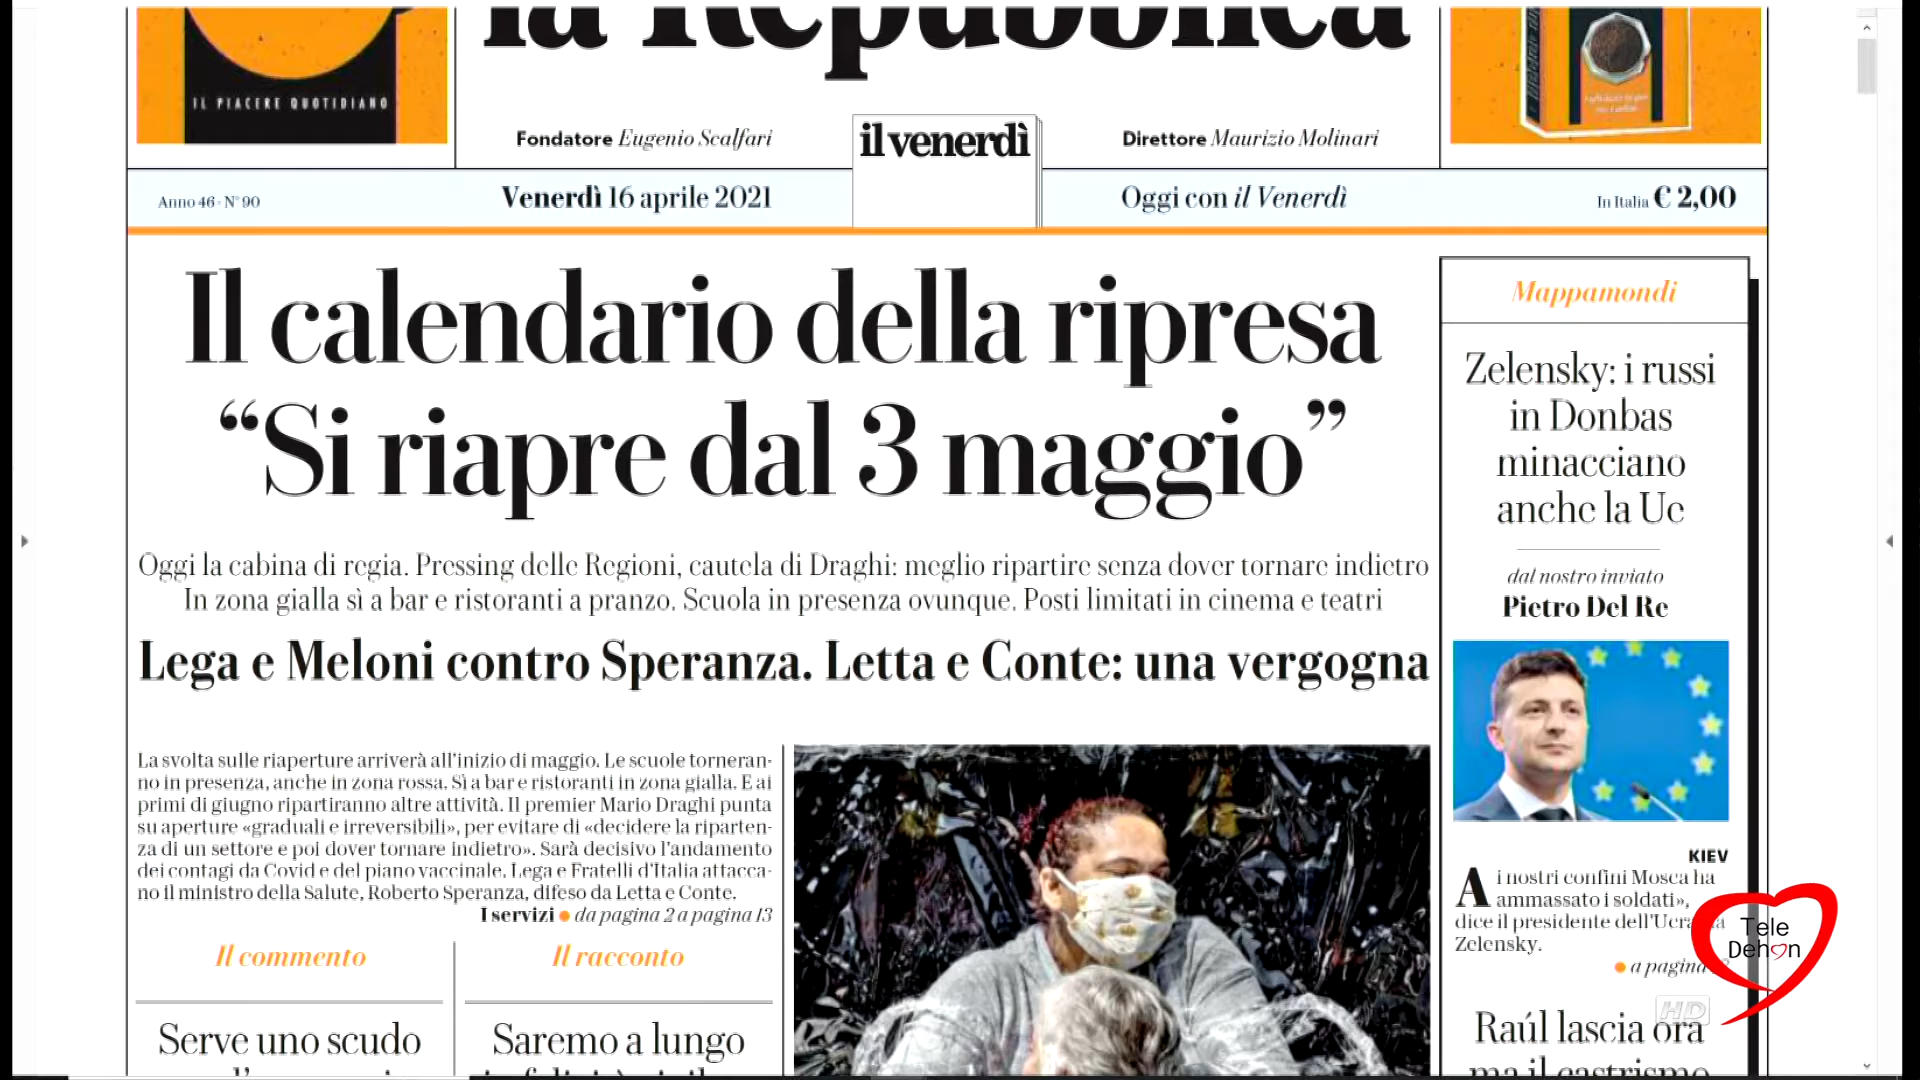 la Repubblica
IL PIACERE QUOTIDIANO
Fondatore Eugenio Scalfari
il venerdì
Direttore Maurizio Molinari
Anno 46 - N° 90
Venerdì 16 aprile 2021
Oggi con il Venerdì
In Italia € 2,00
Il calendario della ripresa
“Si riapre dal 3 maggio”
Oggi la cabina di regia. Pressing delle Regioni, cautela di Draghi: meglio ripartire senza dover tornare indietro
In zona gialla sì a bar e ristoranti a pranzo. Scuola in presenza ovunque. Posti limitati in cinema e teatri
Lega e Meloni contro Speranza. Letta e Conte: una vergogna
La svolta sulle riaperture arriverà all'inizio di maggio. Le scuole torneran-
no in presenza, anche in zona rossa. Sì a bar e ristoranti in zona gialla. E ai
primi di giugno ripartiranno altre attività. Il premier Mario Draghi punta
su aperture «graduali e irreversibili», per evitare di «decidere la riparten-
za di un settore e poi dover tornare indietro». Sarà decisivo l'andamento
dei contagi da Covid e del piano vaccinale. Lega e Fratelli d'Italia attacca-
no il ministro della Salute, Roberto Speranza, difeso da Letta e Conte.
I servizi ● da pagina 2 a pagina 13
Il commento
Serve uno scudo
Il racconto
Saremo a lungo
Mappamondi
Zelensky: i russi
in Donbas
minacciano
anche la Ue
dal nostro inviato
Pietro Del Re
KIEV
A i nostri confini Mosca ha
ammassato i soldati»,
dice il presidente dell'Ucraina
Zelensky.
● a pagina
Raúl lascia ora
ma il castrismo
Tele
Dehon
HD